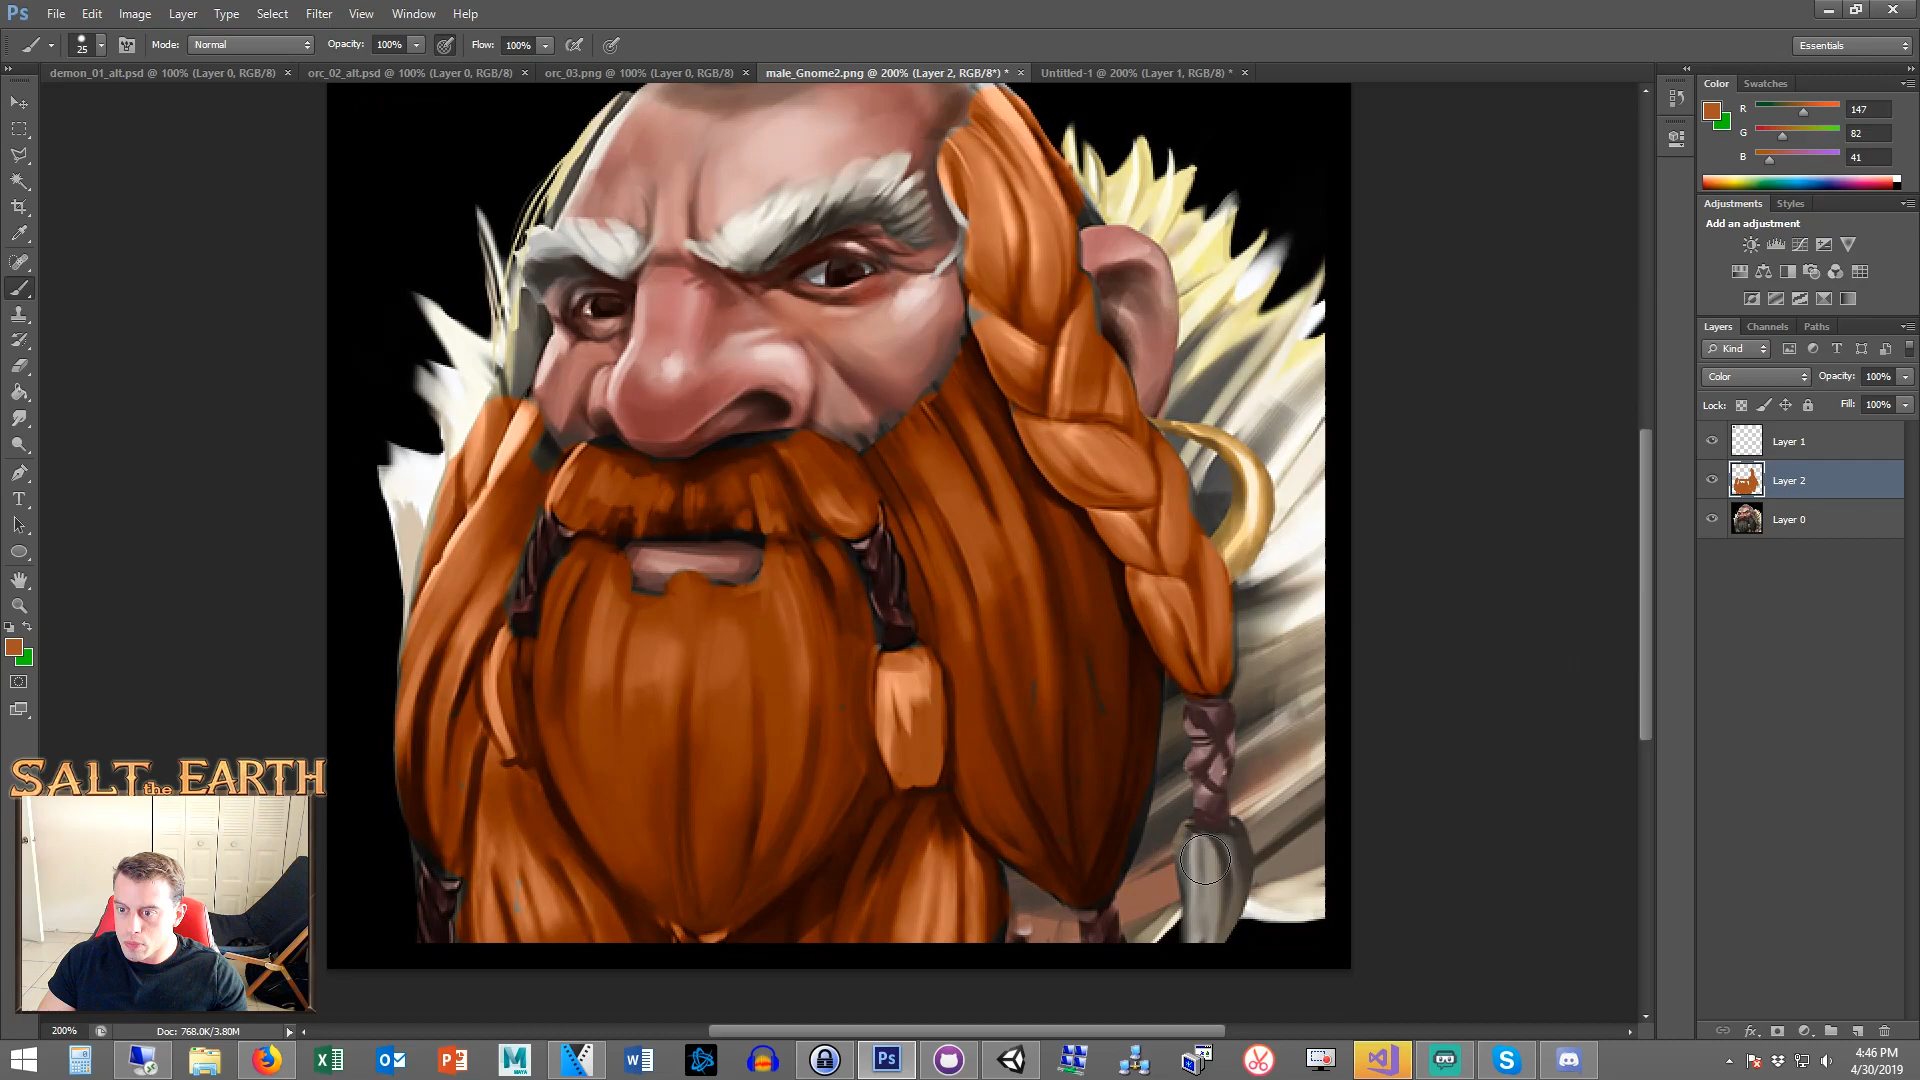 Ps File Edit Image Layer Type Select Filter View Window Help
25 Mode: Normal Opacity: 100% Flow: 100% Essentials
demon_01_alt.psd @ 100% (Layer 0, RGB/8) × orc_02_alt.psd @ 100% (Layer 0, RGB/8) × orc_03.png @ 100% (Layer 0, RGB/8) × male_Gnome2.png @ 200% (Layer 2, RGB/8*) * × Untitled-1 @ 200% (Layer 1, RGB/8) * ×
Color Swatches
R 147
G 82
B 41
Adjustments Styles
Add an adjustment
Layers Channels Paths
Kind
Color Opacity: 100%
Lock: Fill: 100%
Layer 1
Layer 2
Layer 0
SALT the EARTH
200% Doc: 768.0K/3.80M
4:46 PM
4/30/2019